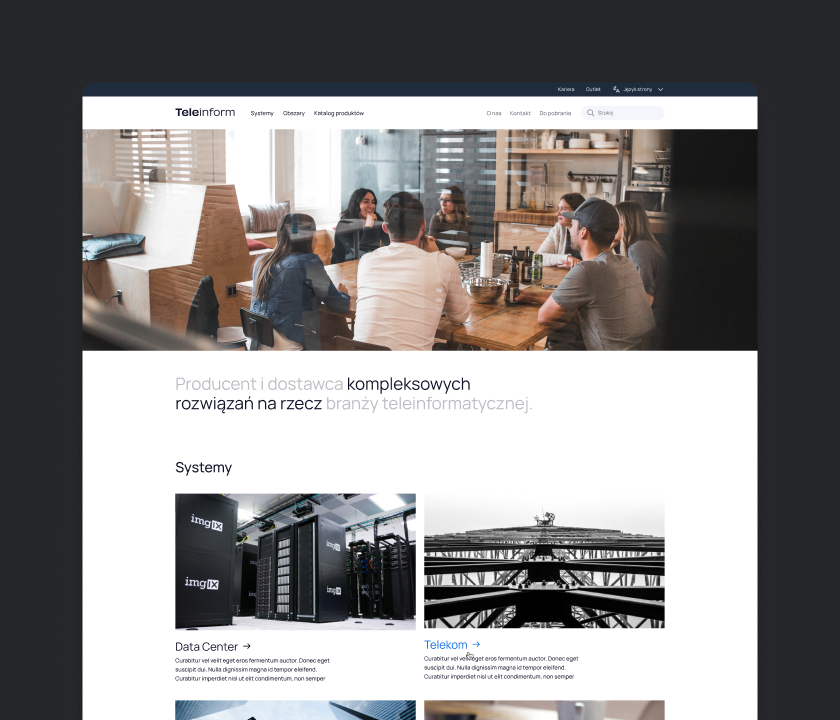 Kariera
Outlet
Język strony
Teleinform
Systemy
Obszary
Katalog produktów
O nas
Kontakt
Do pobrania
Szukaj
Producent i dostawca kompleksowych
rozwiązań na rzecz branży teleinformatycznej.
Systemy
imgIX
imgIX
imgIX
imgIX
Data Center →
Curabitur vel velit eget eros fermentum auctor. Donec eget
suscipit dui. Nulla dignissim magna id tempor eleifend.
Curabitur imperdiet nisl ut elit condimentum, non semper
Telekom →
Curabitur vel velit eget eros fermentum auctor. Donec eget
suscipit dui. Nulla dignissim magna id tempor eleifend.
Curabitur imperdiet nisl ut elit condimentum, non semper